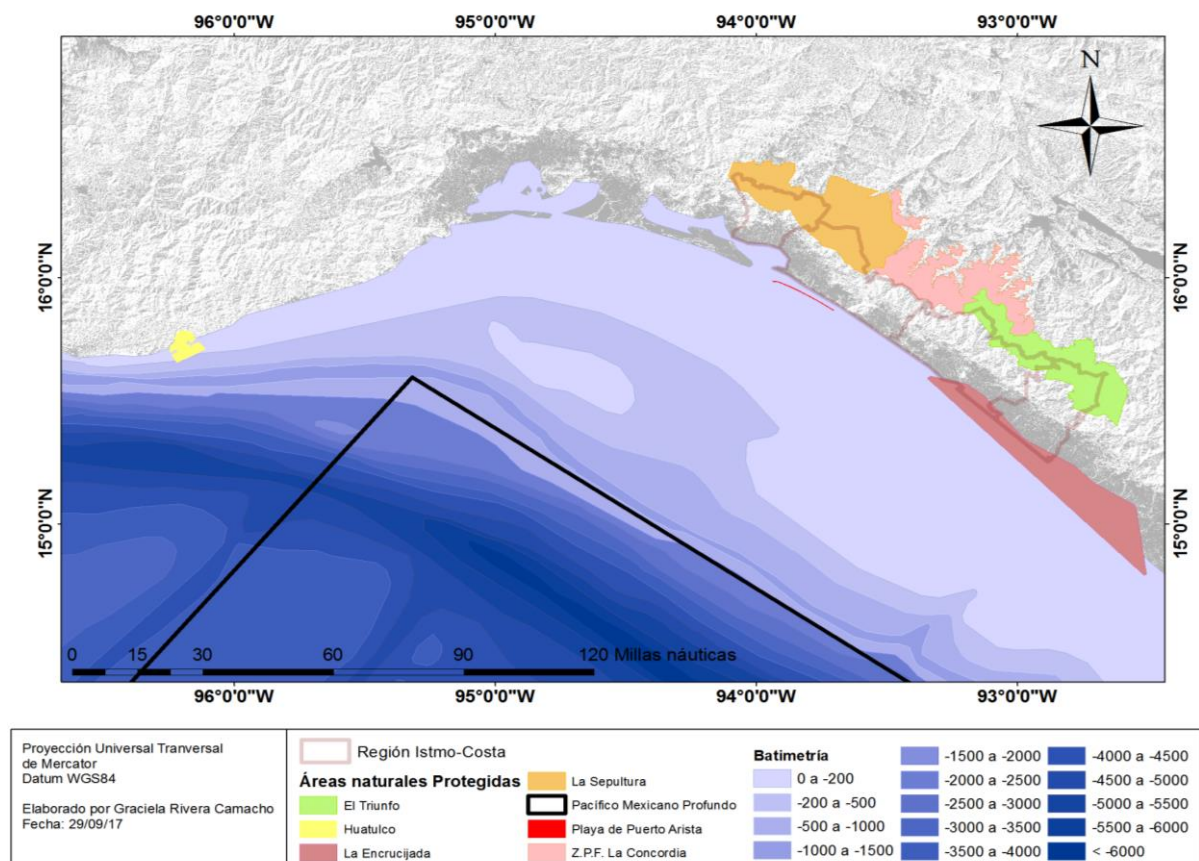 96°0'0"W 95°0'0"W 94°0'0"W 93°0'0"W
N
16°0'0"N 16°0'0"N
15°0'0"N 15°0'0"N
0 15 30 60 90 120 Millas náuticas
96°0'0"W 95°0'0"W 94°0'0"W 93°0'0"W
Proyección Universal Tranversal
de Mercator
Datum WGS84
Elaborado por Graciela Rivera Camacho
Fecha: 29/09/17
Región Istmo-Costa
Áreas naturales Protegidas
El Triunfo
Huatulco
La Encrucijada
La Sepultura
Pacífico Mexicano Profundo
Playa de Puerto Arista
Z.P.F. La Concordia
Batimetría
0 a -200
-200 a -500
-500 a -1000
-1000 a -1500
-1500 a -2000
-2000 a -2500
-2500 a -3000
-3000 a -3500
-3500 a -4000
-4000 a -4500
-4500 a -5000
-5000 a -5500
-5500 a -6000
< -6000